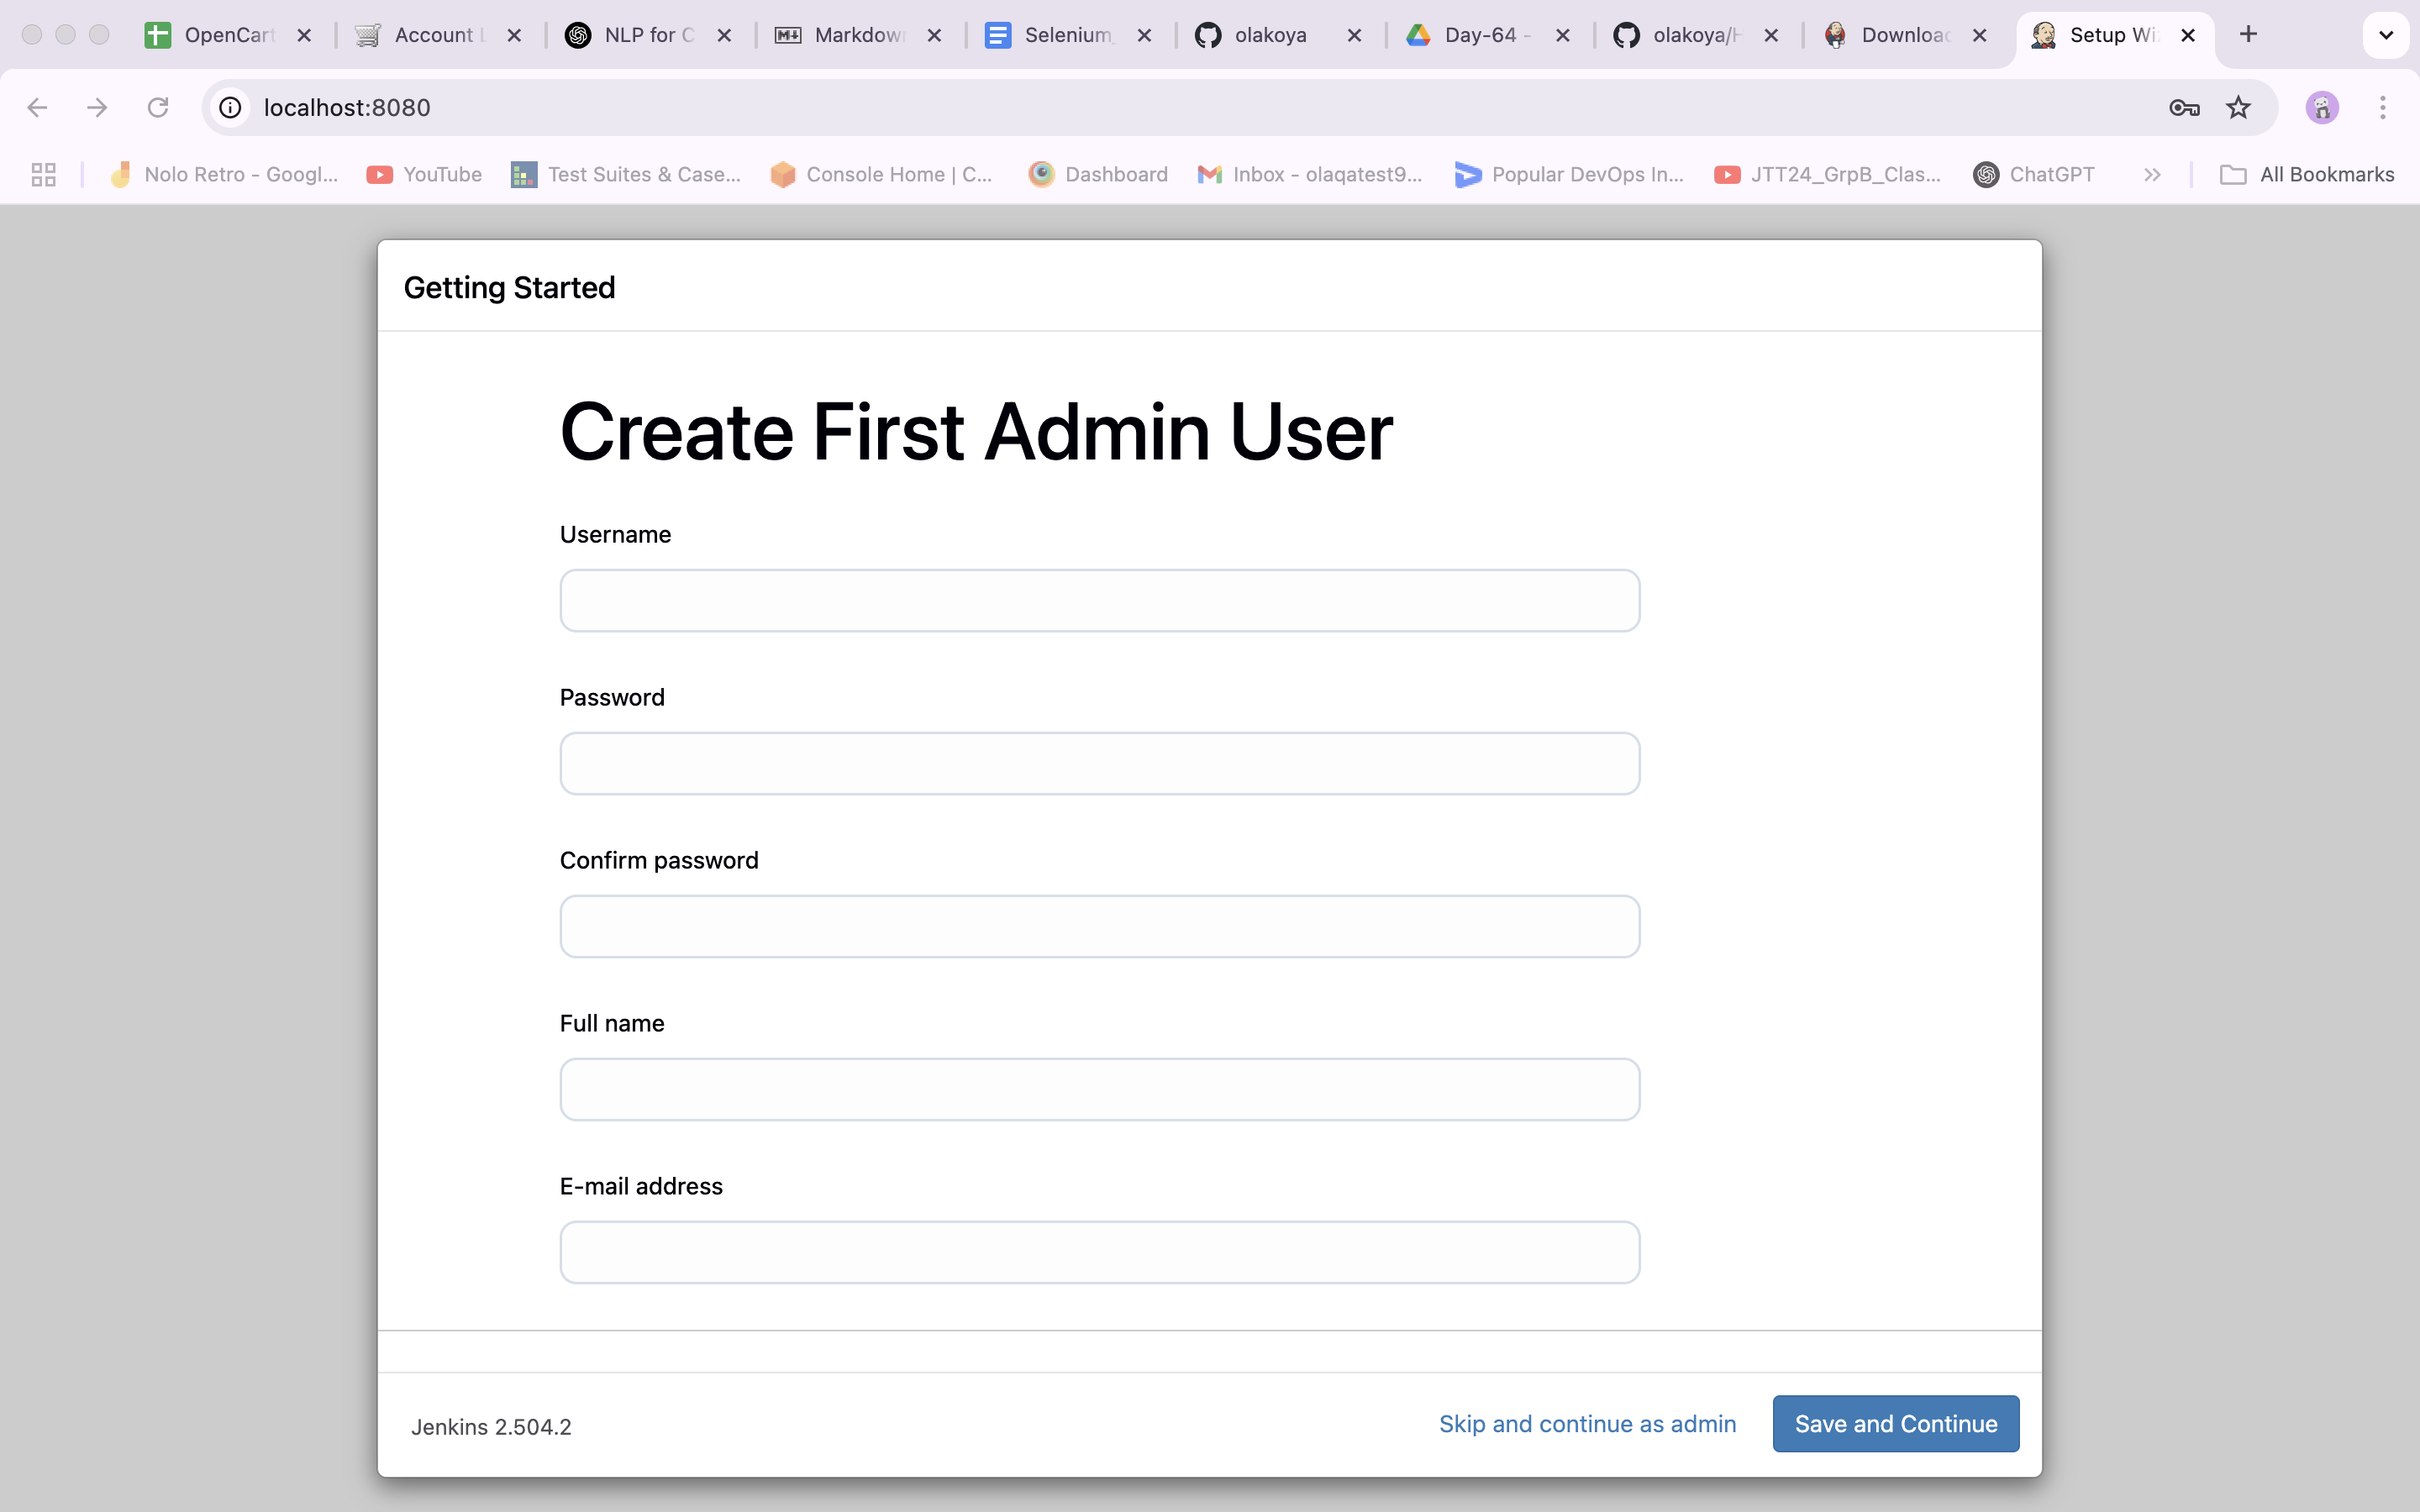 OpenCart Account L NLP for C Markdow Selenium_ olakoya Day-64 - olakoya/H Downloa Setup Wi
localhost:8080
Nolo Retro - Googl... YouTube Test Suites & Case... Console Home | C... Dashboard Inbox - olaqatest9... Popular DevOps In... JTT24_GrpB_Clas... ChatGPT All Bookmarks
Getting Started
Create First Admin User
Username
Password
Confirm password
Full name
E-mail address
Jenkins 2.504.2 Skip and continue as admin Save and Continue